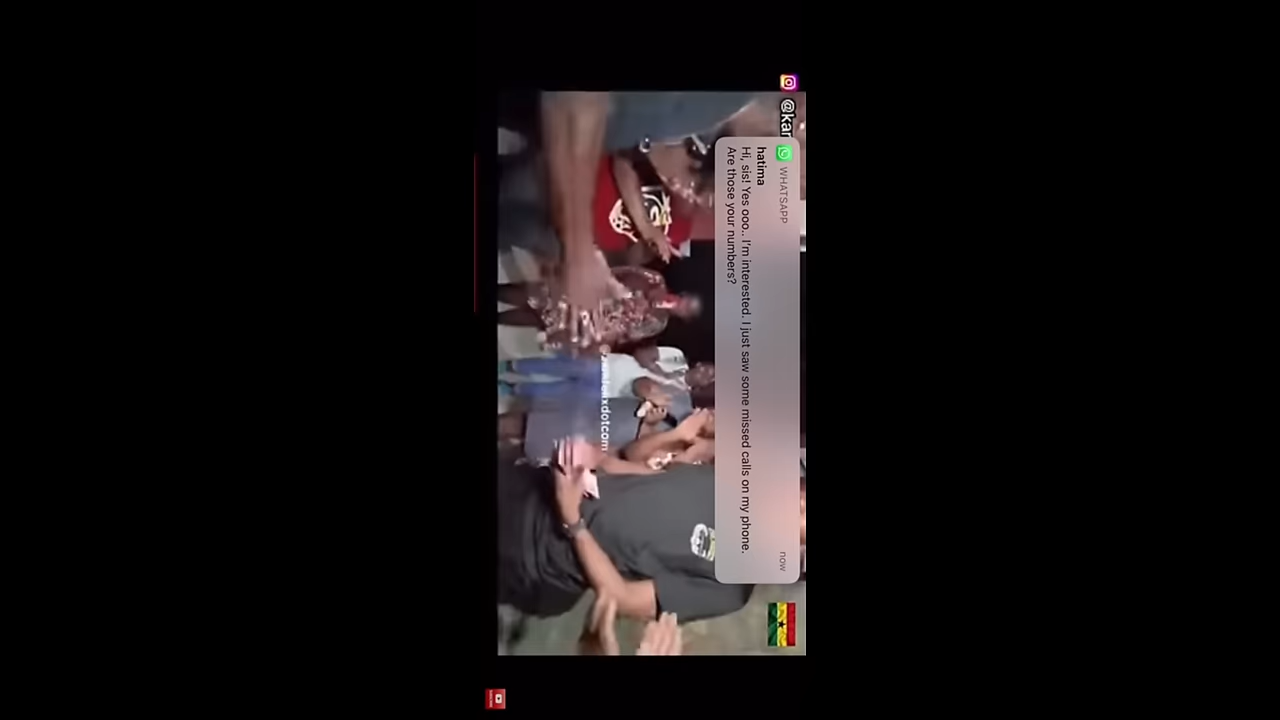 @kar
WHATSAPP
now
hatima
Hi, sis! Yes ooo.. I'm interested. I just saw some missed calls on my phone.
Are those your numbers?